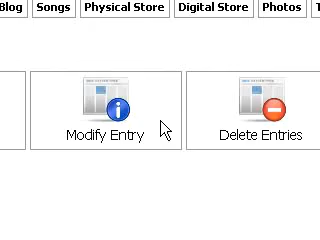 Blog Songs Physical Store Digital Store Photos
Modify Entry Delete Entries